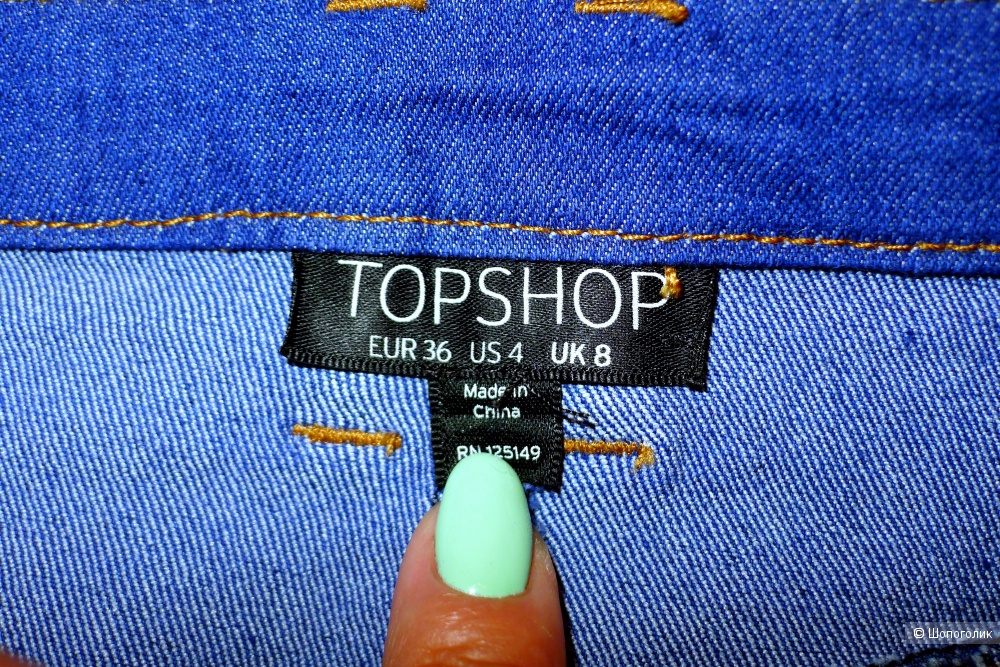 TOPSHOP
EUR 36 US 4 UK 8
Made in
China
RN 125149
© Шопоголик